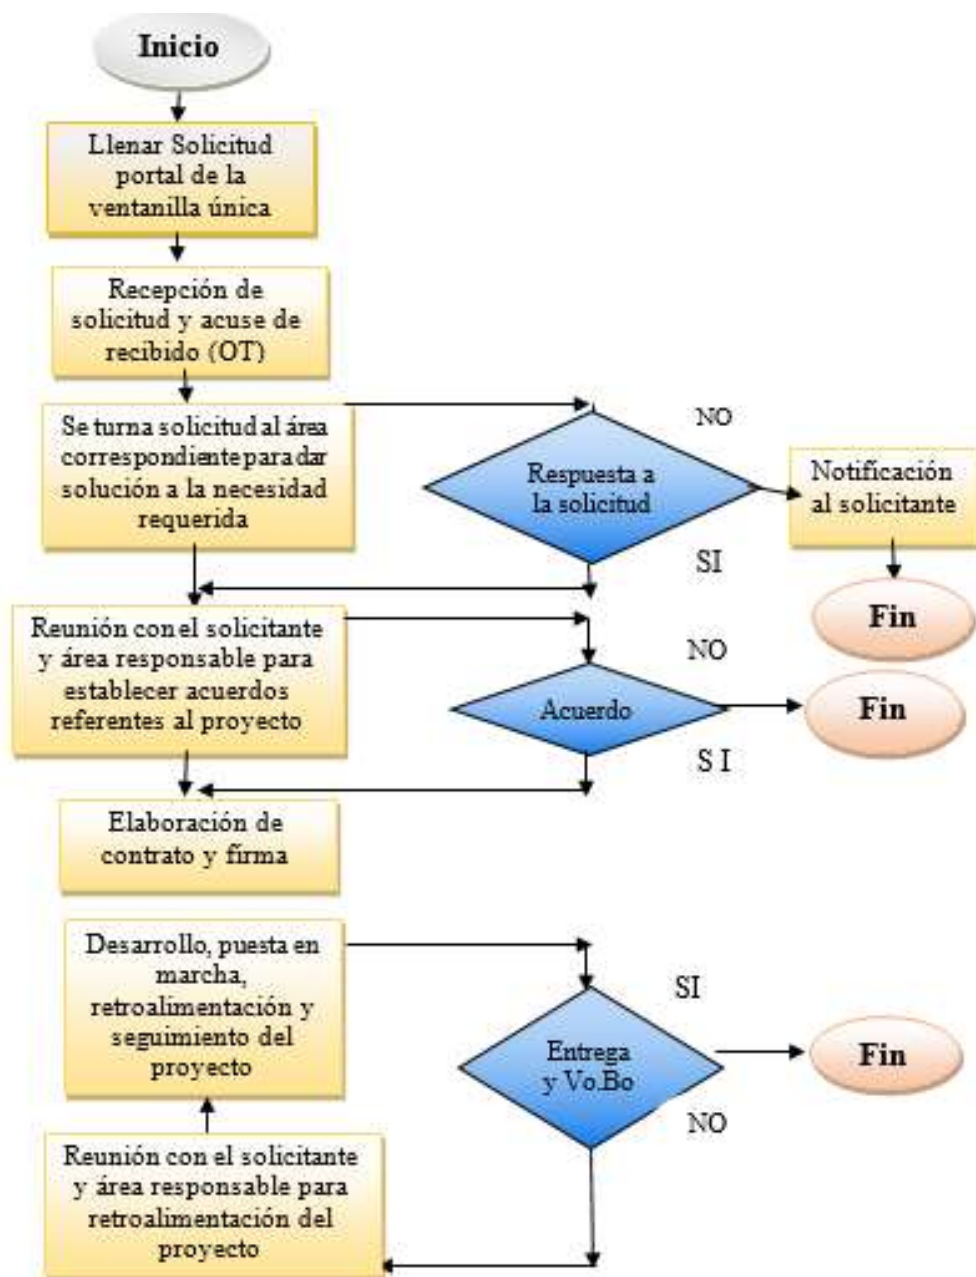 Inicio
Llenar Solicitud
portal de la
ventanilla única
Recepción de
solicitud y acuse de
recibido (OT)
Se turna solicitud al área
correspondiente para dar
solución a la necesidad
requerida
Respuesta a
la solicitud
NO
Notificación
al solicitante
SI
Fin
Reunión con el solicitante
y área responsable para
establecer acuerdos
referentes al proyecto
Acuerdo
NO
Fin
S I
Elaboración de
contrato y firma
Desarrollo, puesta en
marcha,
retroalimentación y
seguimiento del
proyecto
Entrega
y Vo.Bo
SI
Fin
NO
Reunión con el solicitante
y área responsable para
retroalimentación del
proyecto